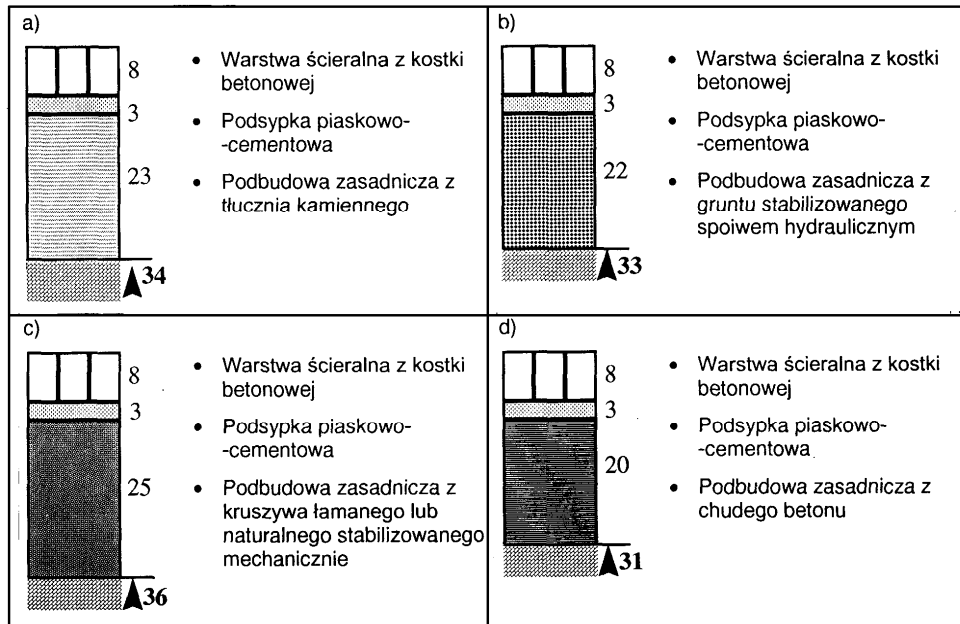 a)
8
3
23
34
• Warstwa ścieralna z kostki
betonowej
• Podsypka piaskowo-
-cementowa
• Podbudowa zasadnicza z
tłucznia kamiennego
b)
8
3
22
33
• Warstwa ścieralna z kostki
betonowej
• Podsypka piaskowo-
-cementowa
• Podbudowa zasadnicza z
gruntu stabilizowanego
spoiwem hydraulicznym
c)
8
3
25
36
• Warstwa ścieralna z kostki
betonowej
• Podsypka piaskowo-
-cementowa
• Podbudowa zasadnicza z
kruszywa łamanego lub
naturalnego stabilizowanego
mechanicznie
d)
8
3
20
31
• Warstwa ścieralna z kostki
betonowej
• Podsypka piaskowo-
-cementowa
• Podbudowa zasadnicza z
chudego betonu